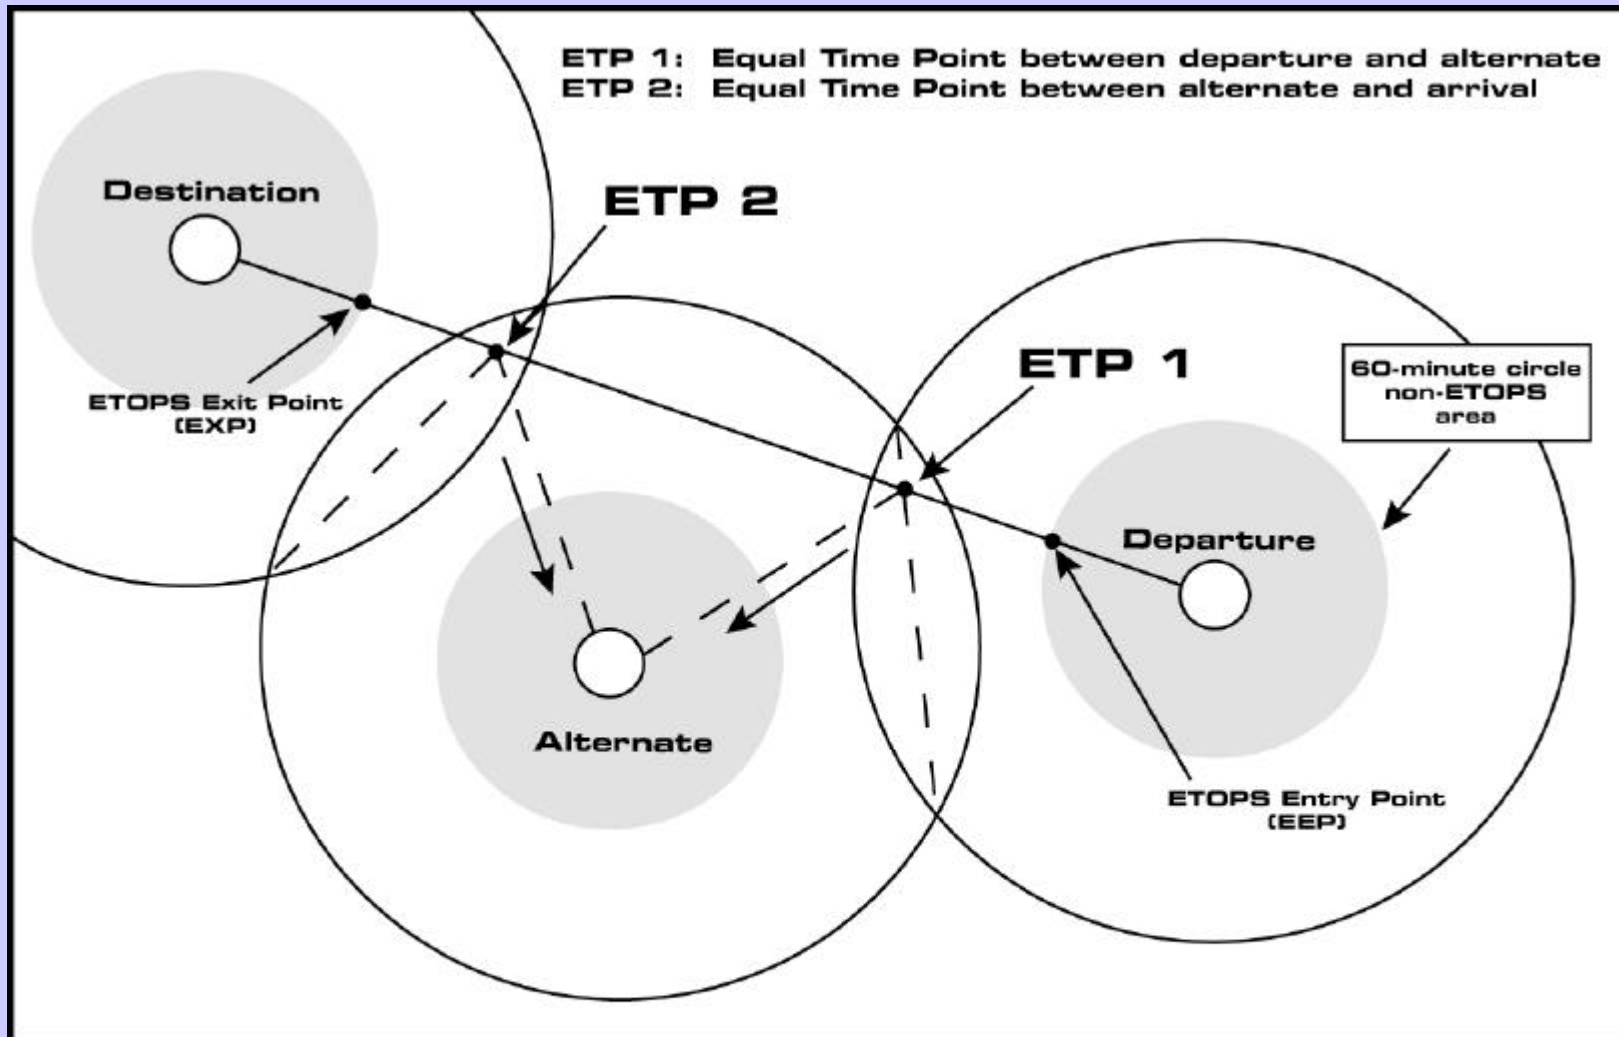 ETP 1: Equal Time Point between departure and alternate
ETP 2: Equal Time Point between alternate and arrival
Destination
ETP 2
ETOPS Exit Point
(EXP)
ETP 1
60-minute circle
non-ETOPS
area
Departure
Alternate
ETOPS Entry Point
(EEP)